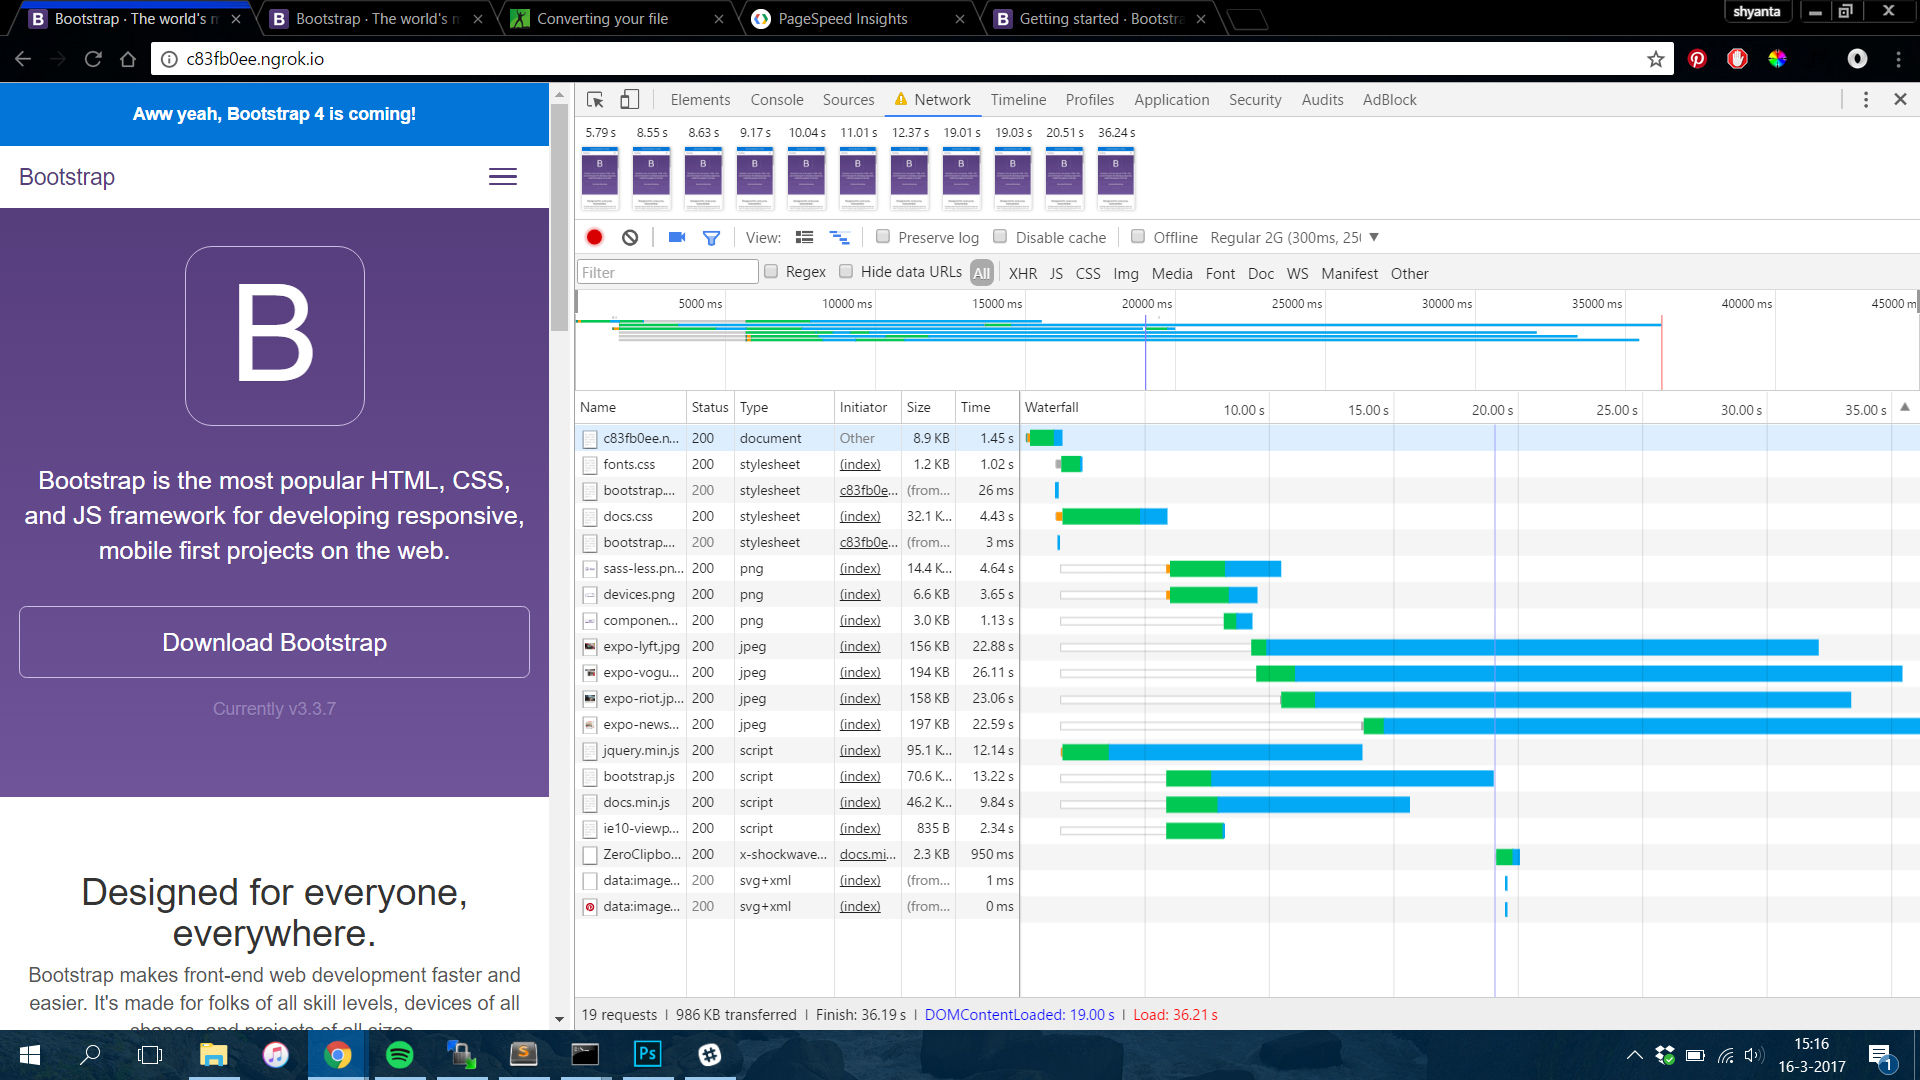 Bootstrap · The world's m
Bootstrap · The world's m
Converting your file
PageSpeed Insights
Getting started · Bootstra
shyanta
c83fb0ee.ngrok.io
Aww yeah, Bootstrap 4 is coming!
Bootstrap
B
Bootstrap is the most popular HTML, CSS,
and JS framework for developing responsive,
mobile first projects on the web.
Download Bootstrap
Currently v3.3.7
Designed for everyone,
everywhere.
Bootstrap makes front-end web development faster and
easier. It's made for folks of all skill levels, devices of all
shapes, and projects of all sizes.
Elements Console Sources Network Timeline Profiles Application Security Audits AdBlock
5.79 s 8.55 s 8.63 s 9.17 s 10.04 s 11.01 s 12.37 s 19.01 s 19.03 s 20.51 s 36.24 s
View: Preserve log Disable cache Offline Regular 2G (300ms, 25
Filter Regex Hide data URLs All XHR JS CSS Img Media Font Doc WS Manifest Other
5000 ms 10000 ms 15000 ms 20000 ms 25000 ms 30000 ms 35000 ms 40000 ms 45000 m
Name Status Type Initiator Size Time Waterfall 10.00 s 15.00 s 20.00 s 25.00 s 30.00 s 35.00 s
c83fb0ee.n... 200 document Other 8.9 KB 1.45 s
fonts.css 200 stylesheet (index) 1.2 KB 1.02 s
bootstrap.... 200 stylesheet c83fb0e... (from... 26 ms
docs.css 200 stylesheet (index) 32.1 K... 4.43 s
bootstrap.... 200 stylesheet c83fb0e... (from... 3 ms
sass-less.pn... 200 png (index) 14.4 K... 4.64 s
devices.png 200 png (index) 6.6 KB 3.65 s
componen... 200 png (index) 3.0 KB 1.13 s
expo-lyft.jpg 200 jpeg (index) 156 KB 22.88 s
expo-vogu... 200 jpeg (index) 194 KB 26.11 s
expo-riot.jp... 200 jpeg (index) 158 KB 23.06 s
expo-news... 200 jpeg (index) 197 KB 22.59 s
jquery.min.js 200 script (index) 95.1 K... 12.14 s
bootstrap.js 200 script (index) 70.6 K... 13.22 s
docs.min.js 200 script (index) 46.2 K... 9.84 s
ie10-viewp... 200 script (index) 835 B 2.34 s
ZeroClipbo... 200 x-shockwave... docs.mi... 2.3 KB 950 ms
data:image... 200 svg+xml (index) (from... 1 ms
data:image... 200 svg+xml (index) (from... 0 ms
19 requests | 986 KB transferred | Finish: 36.19 s | DOMContentLoaded: 19.00 s | Load: 36.21 s
Ps
15:16
16-3-2017
1